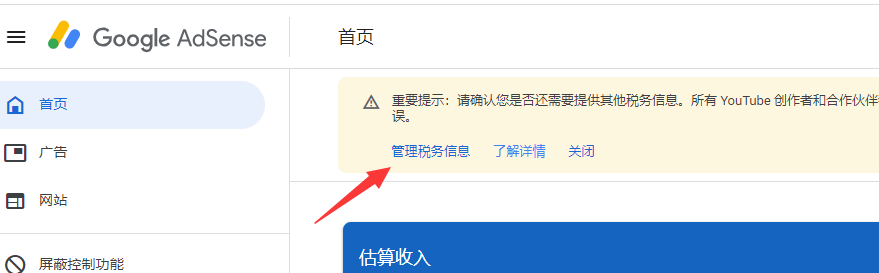 Google AdSense
首页
首页
广告
网站
屏蔽控制功能
重要提示：请确认您是否还需要提供其他税务信息。所有 YouTube 创作者和合作伙伴
误。
管理税务信息 了解详情 关闭
估算收入